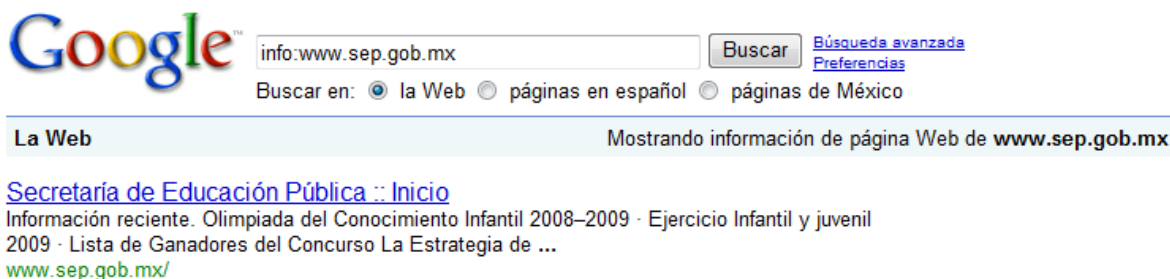 Google™
info:www.sep.gob.mx
Buscar
Búsqueda avanzada
Preferencias
Buscar en: la Web páginas en español páginas de México
La Web Mostrando información de página Web de www.sep.gob.mx
Secretaría de Educación Pública :: Inicio
Información reciente. Olimpiada del Conocimiento Infantil 2008–2009 · Ejercicio Infantil y juvenil
2009 · Lista de Ganadores del Concurso La Estrategia de ...
www.sep.gob.mx/